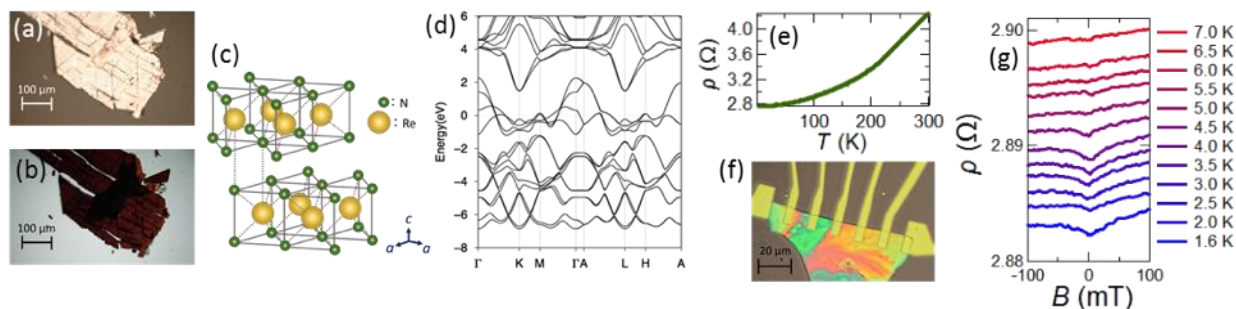 (a)
100 μm
(b)
100 μm
(c)
: N
: Re
c
a
a
(d)
Energy(eV)
6
4
2
0
−2
−4
−6
−8
Γ K M Γ A L H A
(e)
ρ (Ω)
4.0
3.6
3.2
2.8
0 100 200 300
T (K)
(f)
20 μm
(g)
ρ (Ω)
2.90
2.89
2.88
-100 0 100
B (mT)
7.0 K
6.5 K
6.0 K
5.5 K
5.0 K
4.5 K
4.0 K
3.5 K
3.0 K
2.5 K
2.0 K
1.6 K